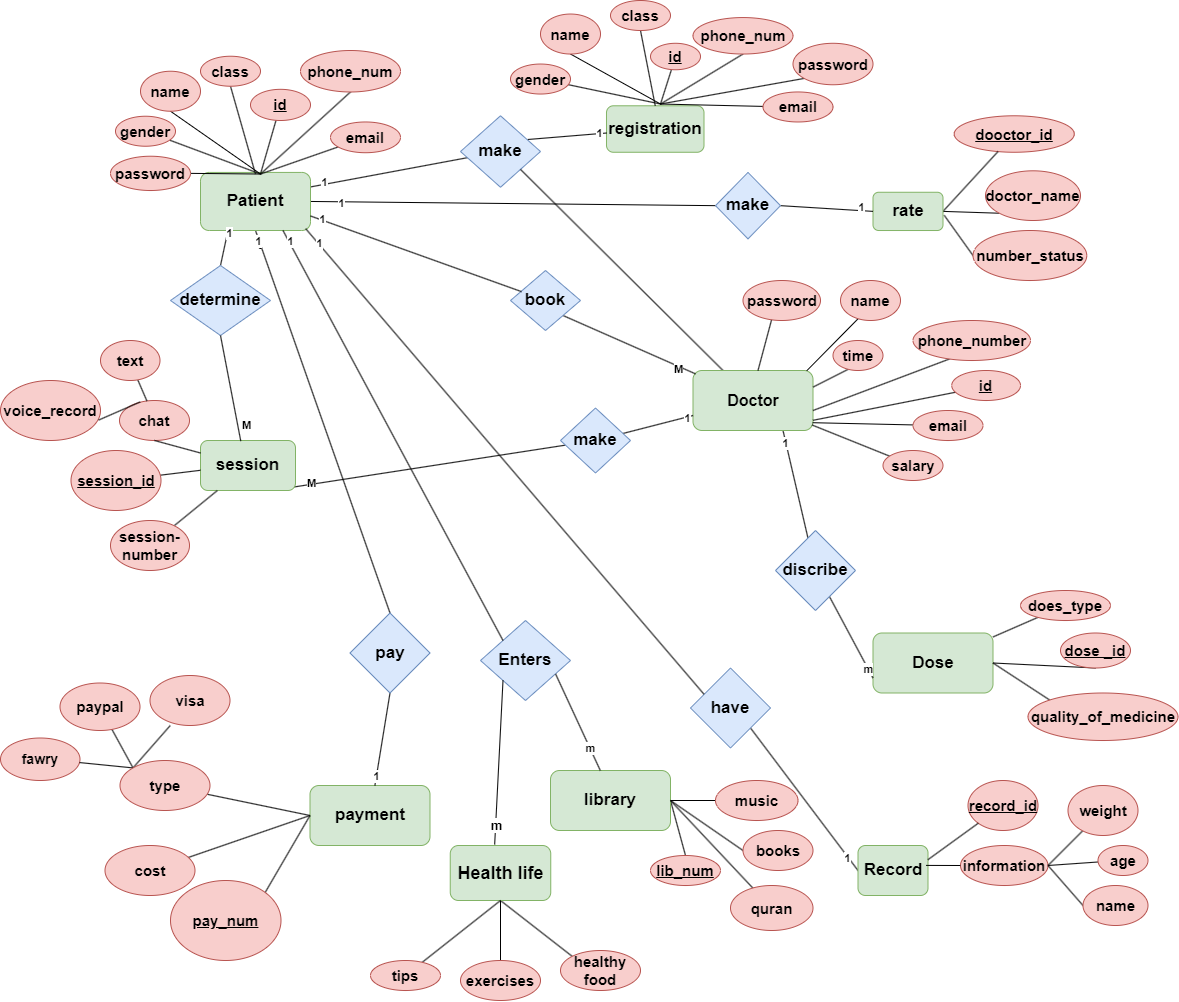 class
name
phone_num
id
password
gender
email
registration
class
phone_num
name
id
gender
email
password
Patient
make
1
1
1
make
1
rate
dooctor_id
doctor_name
number_status
1
1
1
1
1
determine
book
M
password
name
time
phone_number
id
email
salary
Doctor
1
1
text
voice_record
chat
session_id
session-
number
session
M
M
make
discribe
m
Dose
does_type
dose_id
quality_of_medicine
pay
Enters
have
paypal
visa
fawry
type
cost
pay_num
1
payment
m
library
music
books
lib_num
quran
m
Health life
tips
exercises
healthy
food
1
Record
record_id
information
weight
age
name